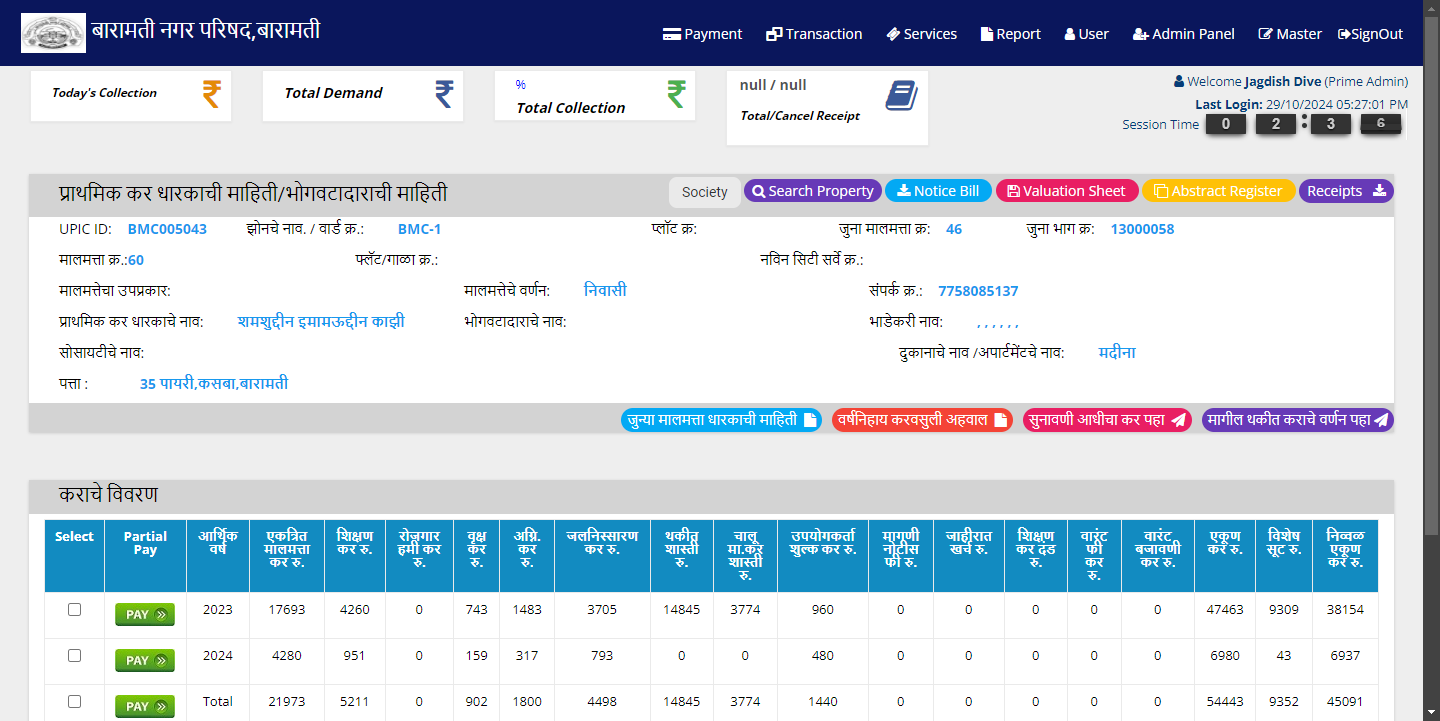 बारामती नगर परिषद,बारामती
Payment Transaction Services Report User Admin Panel Master SignOut
Today's Collection
Total Demand
%
Total Collection
null / null
Total/Cancel Receipt
Welcome Jagdish Dive (Prime Admin)
Last Login: 29/10/2024 05:27:01 PM
Session Time 0 2 : 3 6
प्राथमिक कर धारकाची माहिती/भोगवटादाराची माहिती
Society Search Property Notice Bill Valuation Sheet Abstract Register Receipts
UPIC ID: BMC005043 झोनचे नाव. / वार्ड क्र.: BMC-1 प्लॉट क्र: जुना मालमत्ता क्र: 46 जुना भाग क्र: 13000058
मालमत्ता क्र.:60 फ्लॅट/गाळा क्र.: नविन सिटी सर्वे क्र.:
मालमत्तेचा उपप्रकार: मालमत्तेचे वर्णन: निवासी संपर्क क्र.: 7758085137
प्राथमिक कर धारकाचे नाव: शमशुद्दीन इमामऊद्दीन काझी भोगवटादाराचे नाव: भाडेकरी नाव: , , , , , ,
सोसायटीचे नाव: दुकानाचे नाव /अपार्टमेंटचे नाव: मदीना
पत्ता : 35 पायरी,कसबा,बारामती
जुन्या मालमत्ता धारकाची माहिती वर्षनिहाय करवसुली अहवाल सुनावणी आधीचा कर पहा मागील थकीत कराचे वर्णन पहा
कराचे विवरण
Select Partial Pay आर्थिक वर्ष एकत्रित मालमत्ता कर रु. शिक्षण कर रु. रोजगार हमी कर रु. वृक्ष कर रु. अग्नि. कर रु. जलनिस्सारण कर रु. थकीत शास्ती रु. चालू मा.कर शास्ती रु. उपयोगकर्ता शुल्क कर रु. मागणी नोटीस फी रु. जाहीरात खर्च रु. शिक्षण कर दंड रु. वारंट फी कर रु. वारंट बजावणी कर रु. एकूण कर रु. विशेष सूट रु. निव्वळ एकूण कर रु.
PAY 2023 17693 4260 0 743 1483 3705 14845 3774 960 0 0 0 0 0 47463 9309 38154
PAY 2024 4280 951 0 159 317 793 0 0 480 0 0 0 0 0 6980 43 6937
PAY Total 21973 5211 0 902 1800 4498 14845 3774 1440 0 0 0 0 0 54443 9352 45091